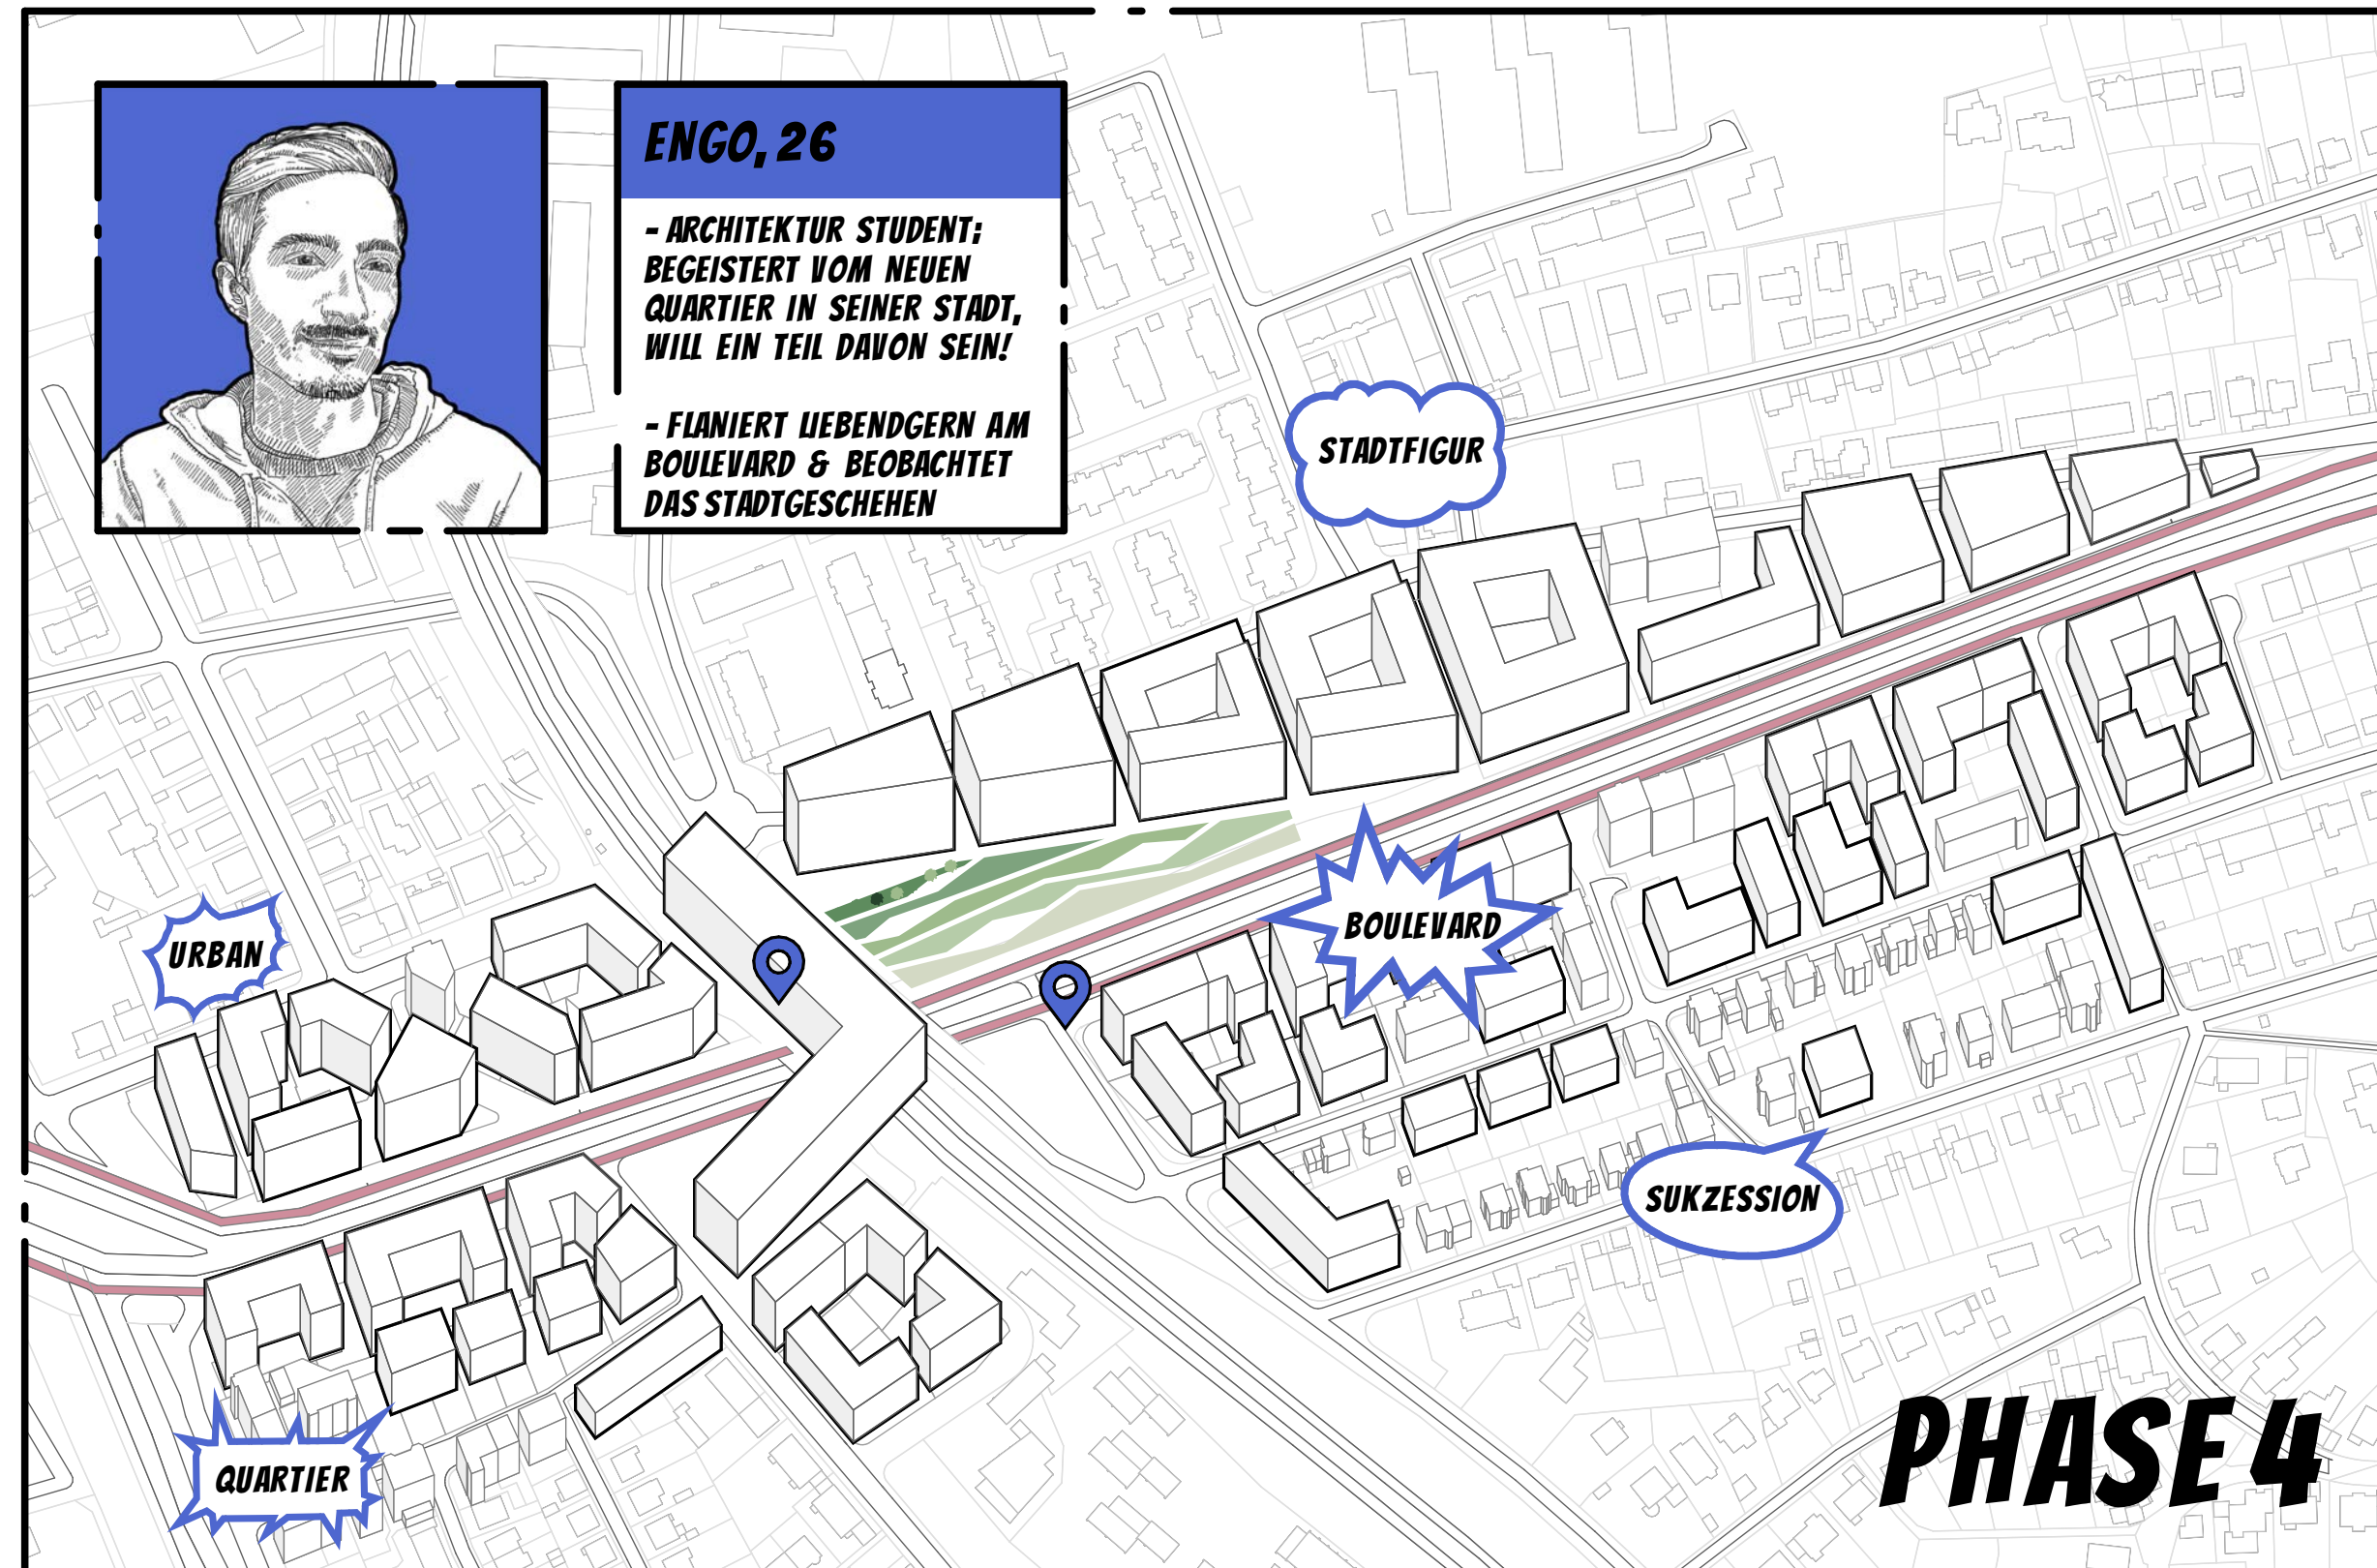 ENGO, 26
- ARCHITEKTUR STUDENT;
BEGEISTERT VOM NEUEN
QUARTIER IN SEINER STADT,
WILL EIN TEIL DAVON SEIN!
- FLANIERT LIEBENDGERN AM
BOULEVARD & BEOBACHTET
DAS STADTGESCHEHEN
STADTFIGUR
BOULEVARD
URBAN
SUKZESSION
QUARTIER
PHASE 4